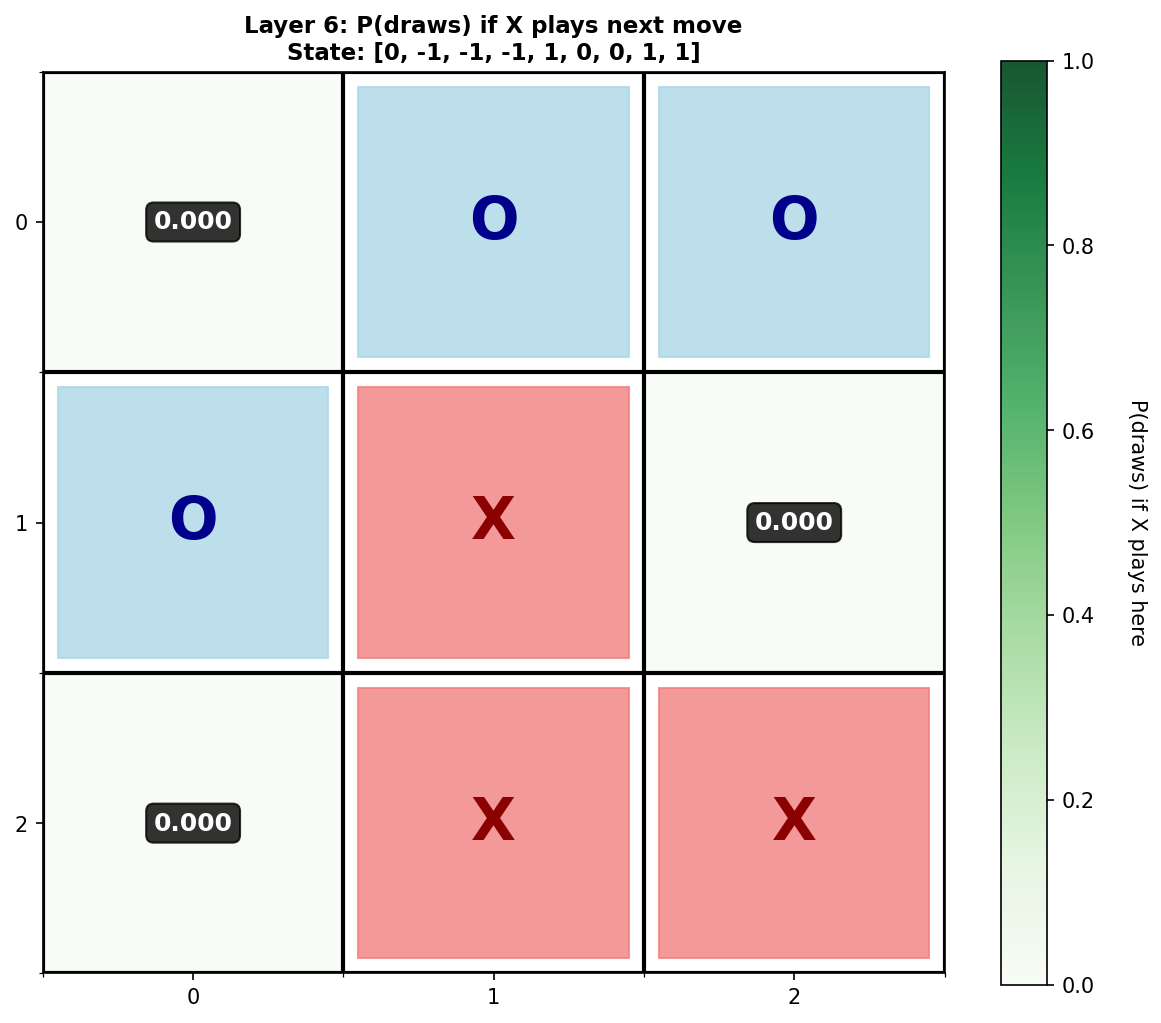 Layer 6: P(draws) if X plays next move
State: [0, -1, -1, -1, 1, 0, 0, 1, 1]
0
0.000
O
O
1
O
X
0.000
2
0.000
X
X
0
1
2
1.0
0.8
0.6
0.4
0.2
0.0
P(draws) if X plays here